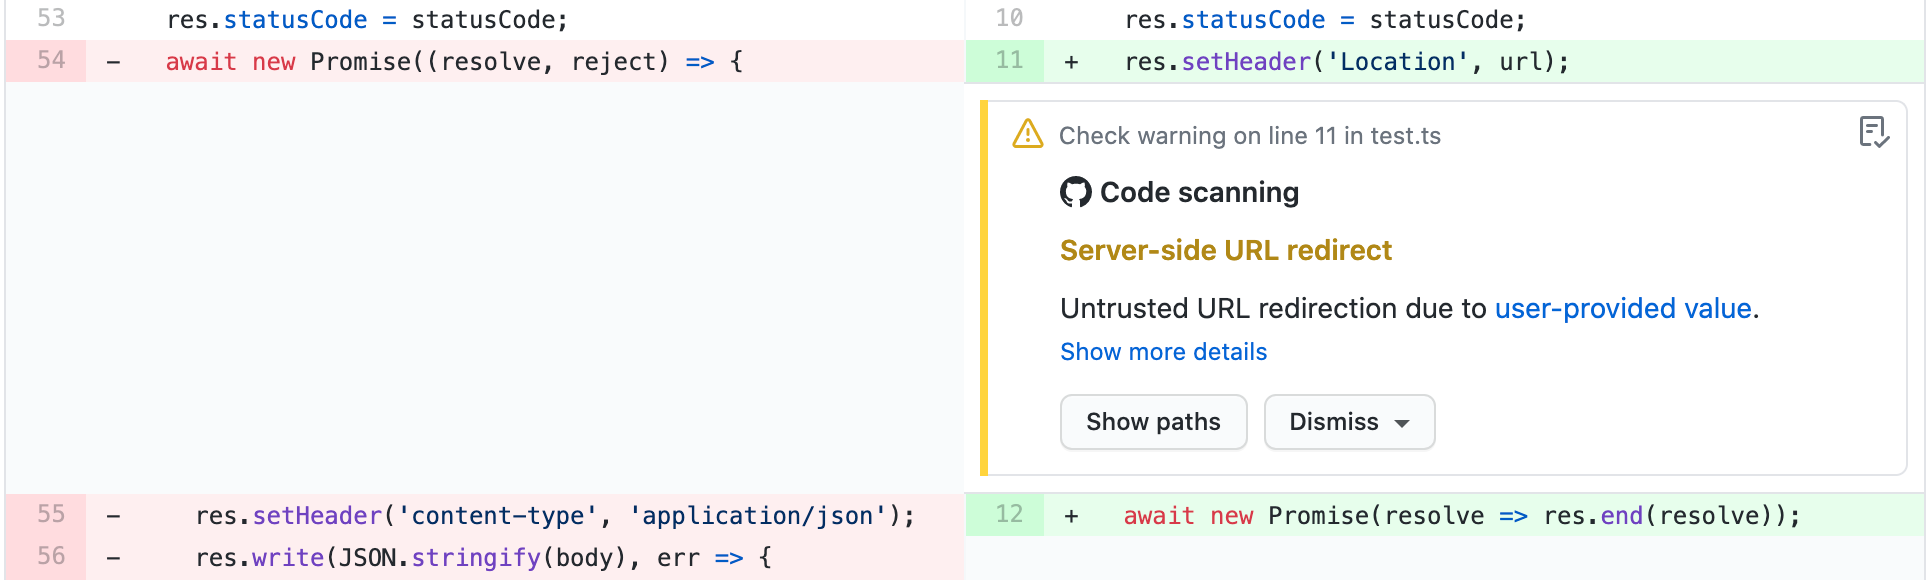 53 res.statusCode = statusCode;
54 - await new Promise((resolve, reject) => {
55 - res.setHeader('content-type', 'application/json');
56 - res.write(JSON.stringify(body), err => {
10 res.statusCode = statusCode;
11 + res.setHeader('Location', url);
Check warning on line 11 in test.ts
Code scanning
Server-side URL redirect
Untrusted URL redirection due to user-provided value.
Show more details
Show paths
Dismiss
12 + await new Promise(resolve => res.end(resolve));